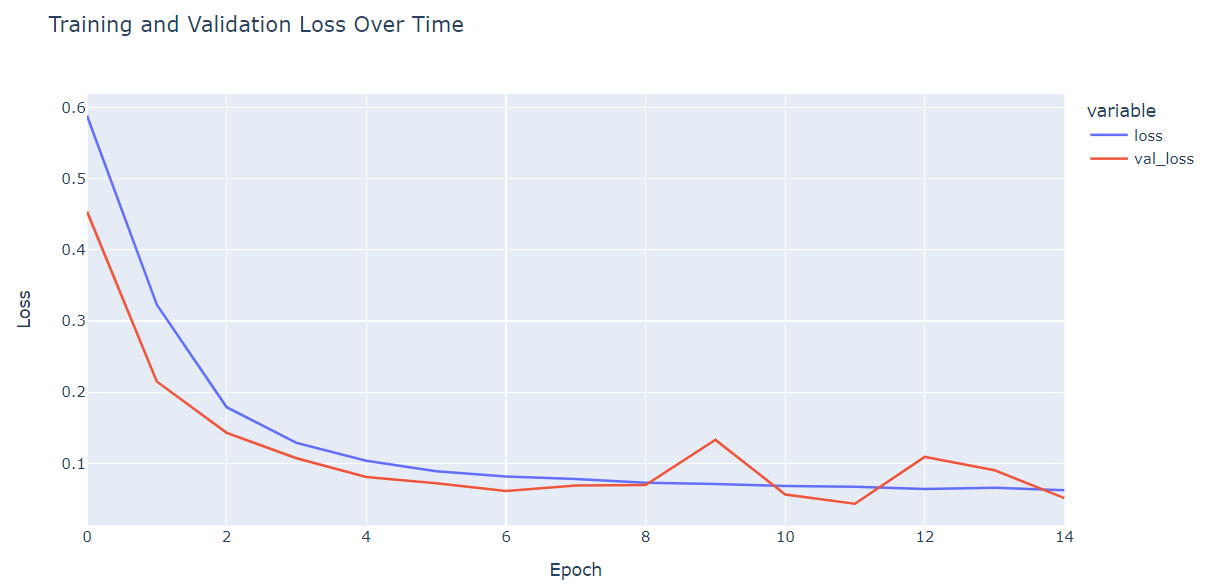 Training and Validation Loss Over Time
variable
loss
val_loss
0.6
0.5
0.4
0.3
0.2
0.1
Loss
0 2 4 6 8 10 12 14
Epoch